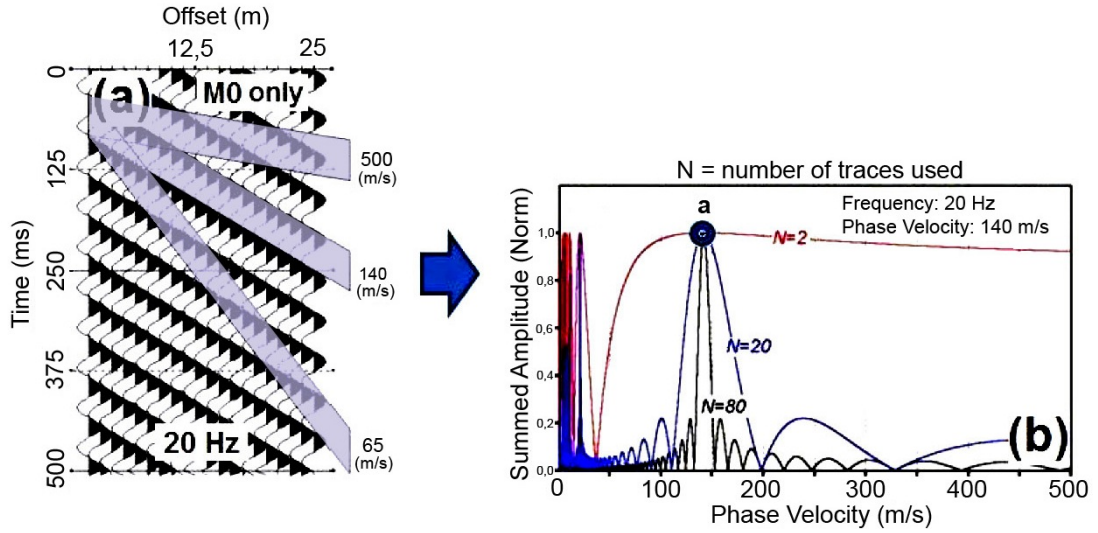 Offset (m)
12,5 25
0
(a) M0 only
500
(m/s)
125
250
140
(m/s)
Time (ms)
375
20 Hz
65
(m/s)
500
N = number of traces used
Frequency: 20 Hz
Phase Velocity: 140 m/s
a
N=2
N=20
N=80
(b)
Summed Amplitude (Norm)
1,0
0,8
0,6
0,4
0,2
0,0
0 100 200 300 400 500
Phase Velocity (m/s)